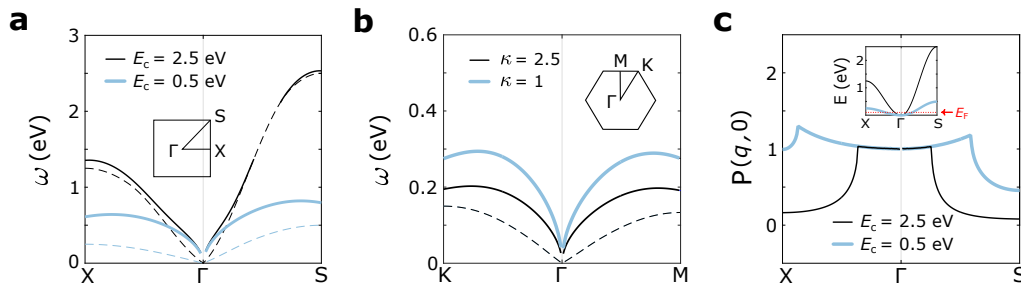 a
3
2
1
0
ω (eV)
E_c = 2.5 eV
E_c = 0.5 eV
S
Γ
X
X
Γ
S
b
0.6
0.4
0.2
0
ω (eV)
κ = 2.5
κ = 1
M
K
Γ
K
Γ
M
c
2
1
0
P(q,0)
E (eV)
2
1
X
Γ
S
E_F
E_c = 2.5 eV
E_c = 0.5 eV
X
Γ
S